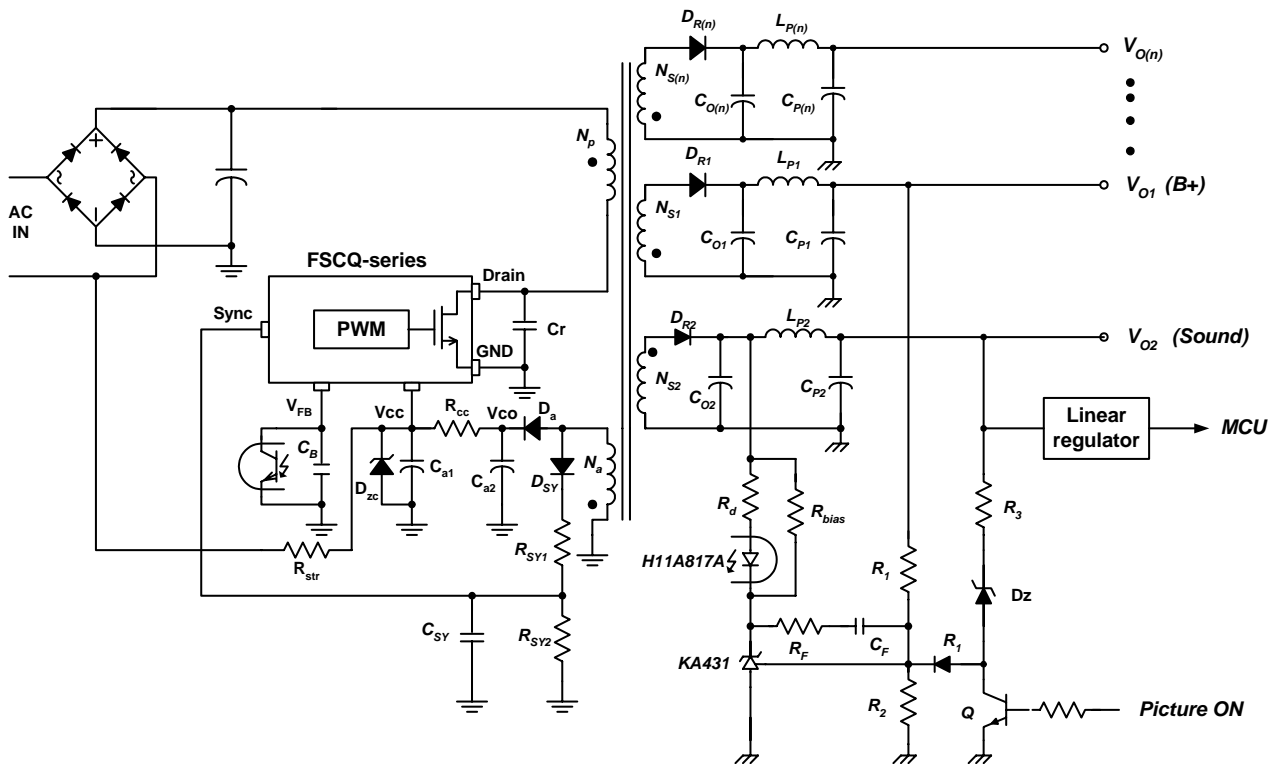 D_R(n)
L_P(n)
V_O(n)
N_S(n)
C_O(n)
C_P(n)
N_p
D_R1
L_P1
V_O1 (B+)
N_S1
C_O1
C_P1
AC
IN
+
−
FSCQ-series
Drain
Sync
PWM
Cr
GND
D_R2
L_P2
V_O2 (Sound)
N_S2
C_O2
C_P2
V_FB
Vcc
R_cc
Vco
D_a
C_B
D_zc
C_a1
C_a2
D_SY
N_a
Linear
regulator
MCU
R_d
R_bias
R_3
R_str
R_SY1
H11A817A
R_1
Dz
C_SY
R_SY2
R_F
C_F
R_1
KA431
R_2
Q
Picture ON